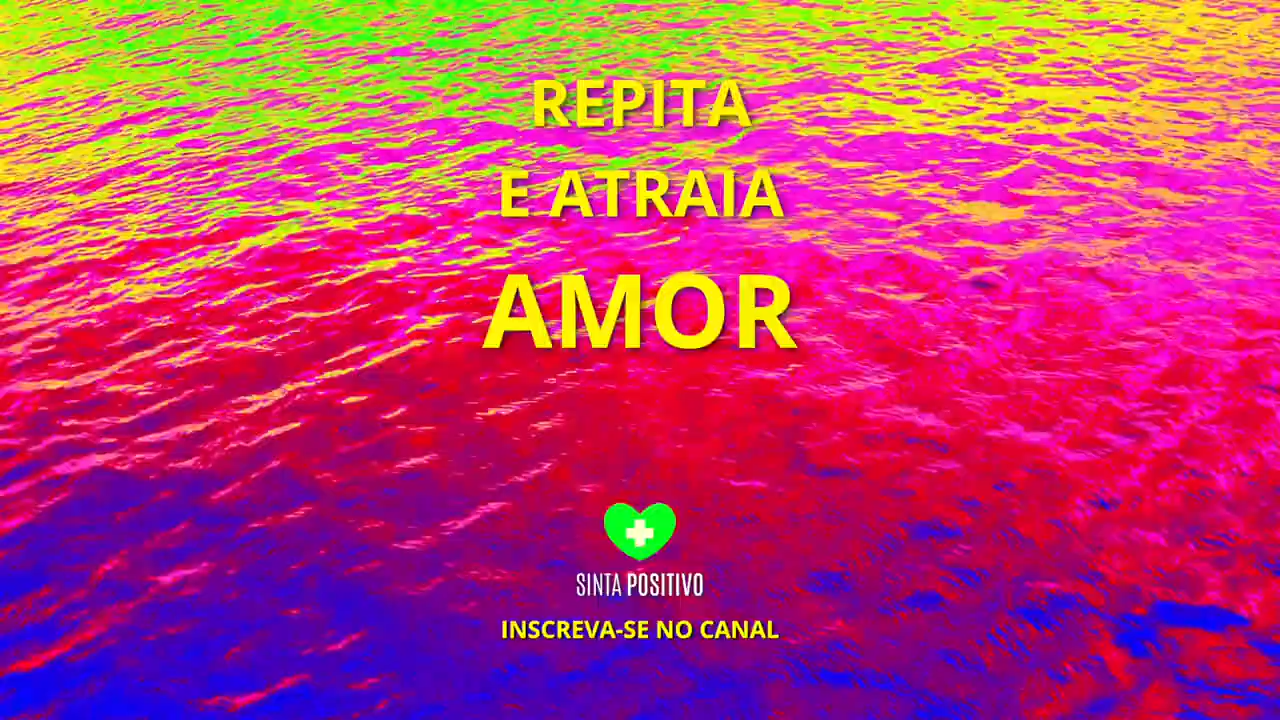 REPITA
E ATRAIA
AMOR
SINTA POSITIVO
INSCREVA-SE NO CANAL